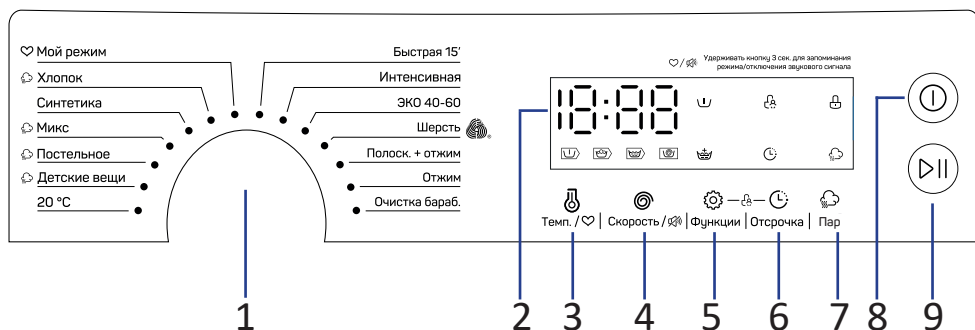 Мой режим
Хлопок
Синтетика
Микс
Постельное
Детские вещи
20 °C
Быстрая 15'
Интенсивная
ЭКО 40-60
Шерсть
Полоск. + отжим
Отжим
Очистка бараб.
Удерживать кнопку 3 сек. для запоминания
режима/отключения звукового сигнала
18:88
Темп. / Скорость / Функции Отсрочка Пар
1 2 3 4 5 6 7 8 9